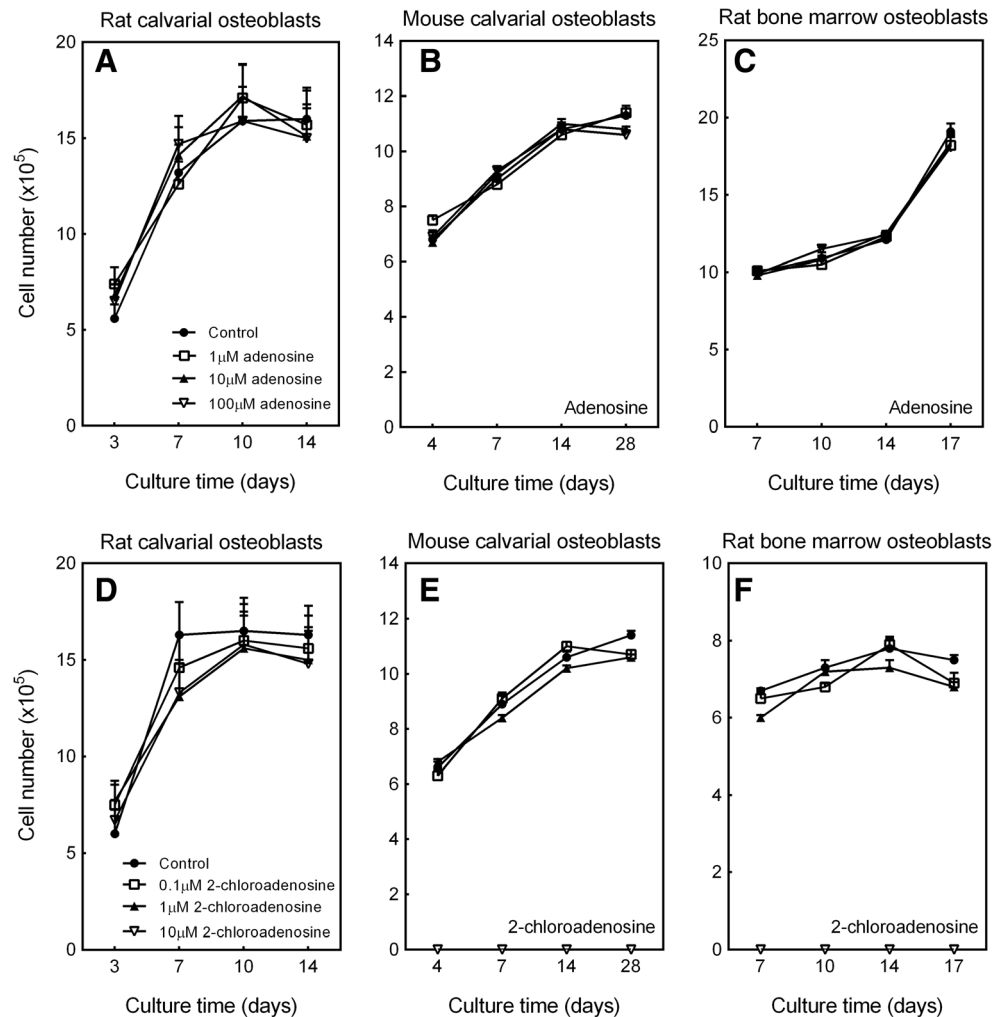 Rat calvarial osteoblasts
A
20
15
10
5
0
Cell number (x10⁵)
Control
1μM adenosine
10μM adenosine
100μM adenosine
3 7 10 14
Culture time (days)
Mouse calvarial osteoblasts
B
14
12
10
8
6
4
2
0
Adenosine
4 7 14 28
Culture time (days)
Rat bone marrow osteoblasts
C
25
20
15
10
5
0
Adenosine
7 10 14 17
Culture time (days)
Rat calvarial osteoblasts
D
20
15
10
5
0
Cell number (x10⁵)
Control
0.1μM 2-chloroadenosine
1μM 2-chloroadenosine
10μM 2-chloroadenosine
3 7 10 14
Culture time (days)
Mouse calvarial osteoblasts
E
14
12
10
8
6
4
2
0
2-chloroadenosine
4 7 14 28
Culture time (days)
Rat bone marrow osteoblasts
F
10
8
6
4
2
0
2-chloroadenosine
7 10 14 17
Culture time (days)